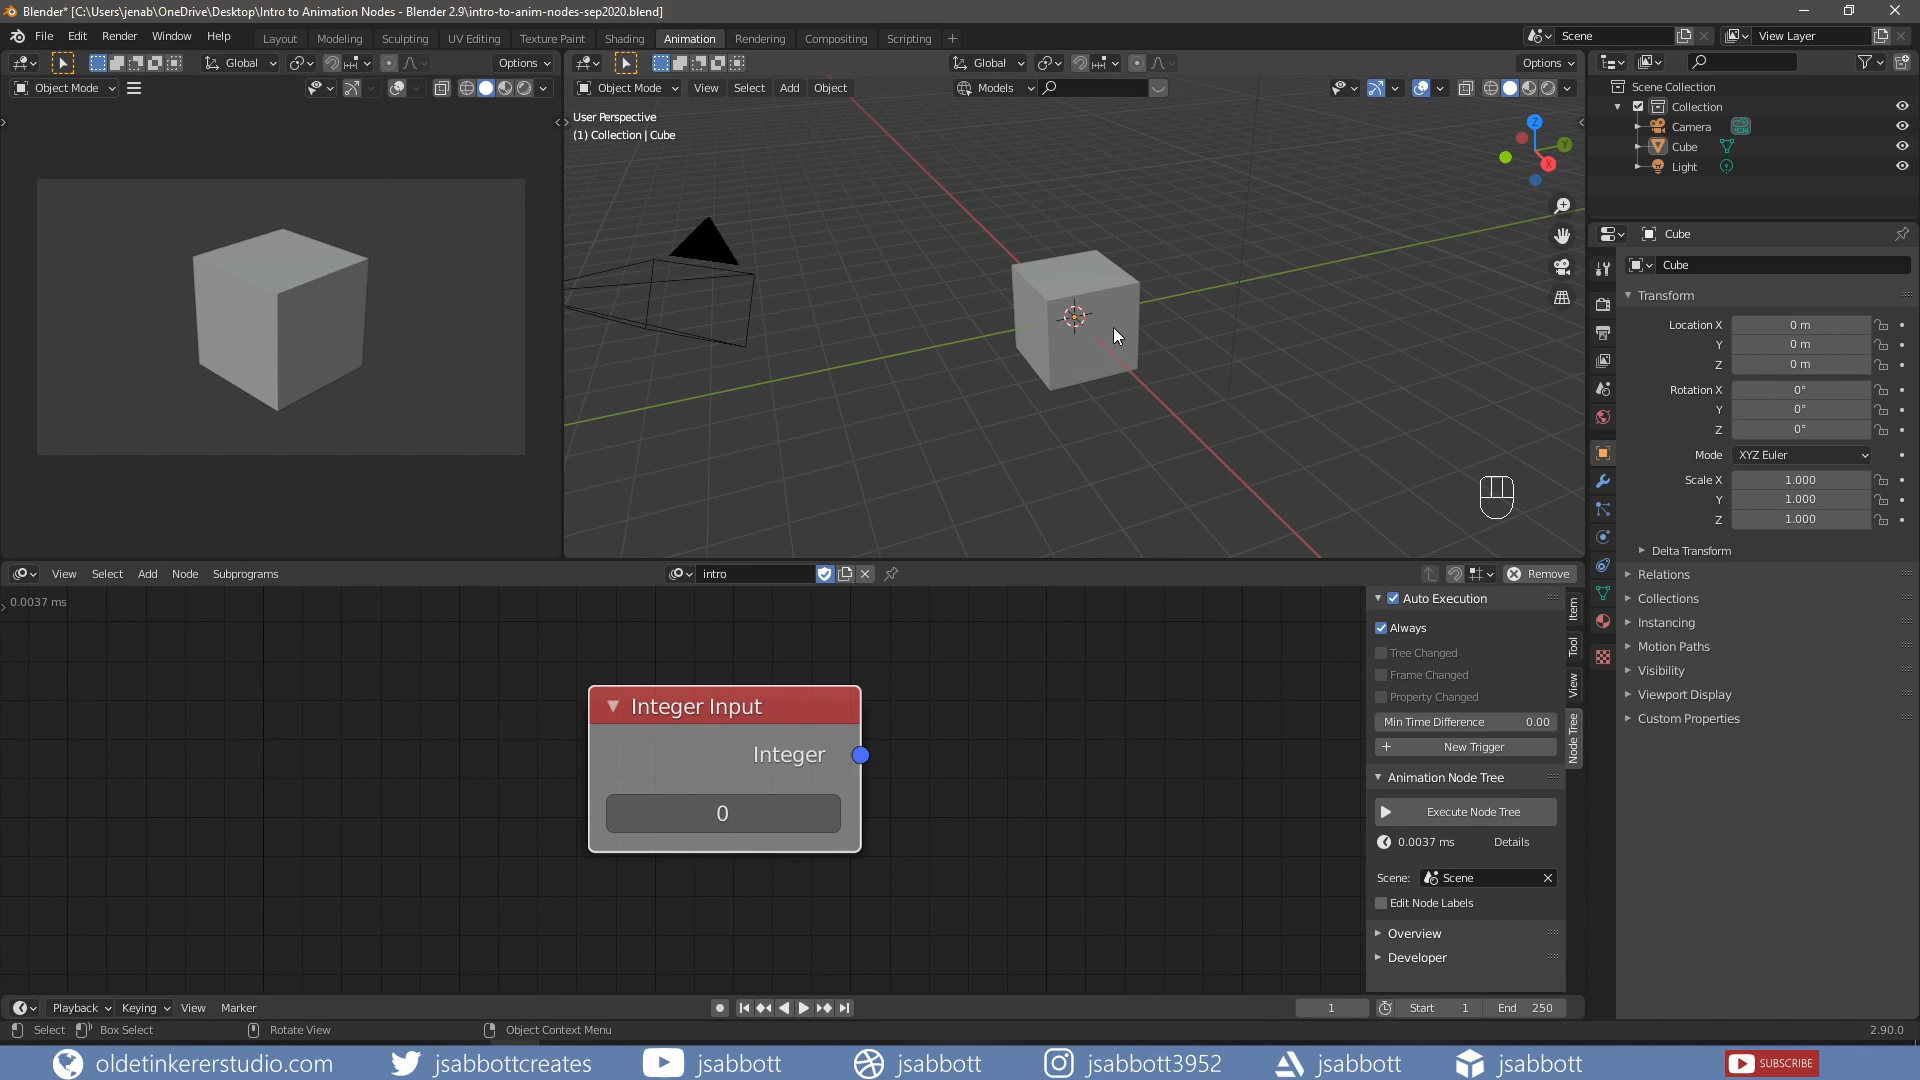 Blender* [C:\Users\jenab\OneDrive\Desktop\Intro to Animation Nodes - Blender 2.9\intro-to-anim-nodes-sep2020.blend]
File Edit Render Window Help Layout Modeling Sculpting UV Editing Texture Paint Shading Animation Rendering Compositing Scripting + Scene View Layer
Global Options Global Options
Object Mode Object Mode View Select Add Object Models
Scene Collection
Collection
Camera
Cube
Light
User Perspective
(1) Collection | Cube
Z
Y
X
Cube
Cube
Transform
Location X 0 m
Y 0 m
Z 0 m
Rotation X 0°
Y 0°
Z 0°
Mode XYZ Euler
Scale X 1.000
Y 1.000
Z 1.000
Delta Transform
Relations
Collections
Instancing
Motion Paths
Visibility
Viewport Display
Custom Properties
View Select Add Node Subprograms intro Remove
0.0037 ms
Integer Input
Integer
0
Auto Execution
Always
Tree Changed
Frame Changed
Property Changed
Min Time Difference 0.00
New Trigger
Animation Node Tree
Execute Node Tree
0.0037 ms Details
Scene: Scene
Edit Node Labels
Overview
Developer
Item
Tool
View
Node Tree
Playback Keying View Marker 1 Start 1 End 250
Select Box Select Rotate View Object Context Menu 2.90.0
oldetinkererstudio.com jsabbottcreates jsabbott jsabbott jsabbott3952 jsabbott jsabbott SUBSCRIBE